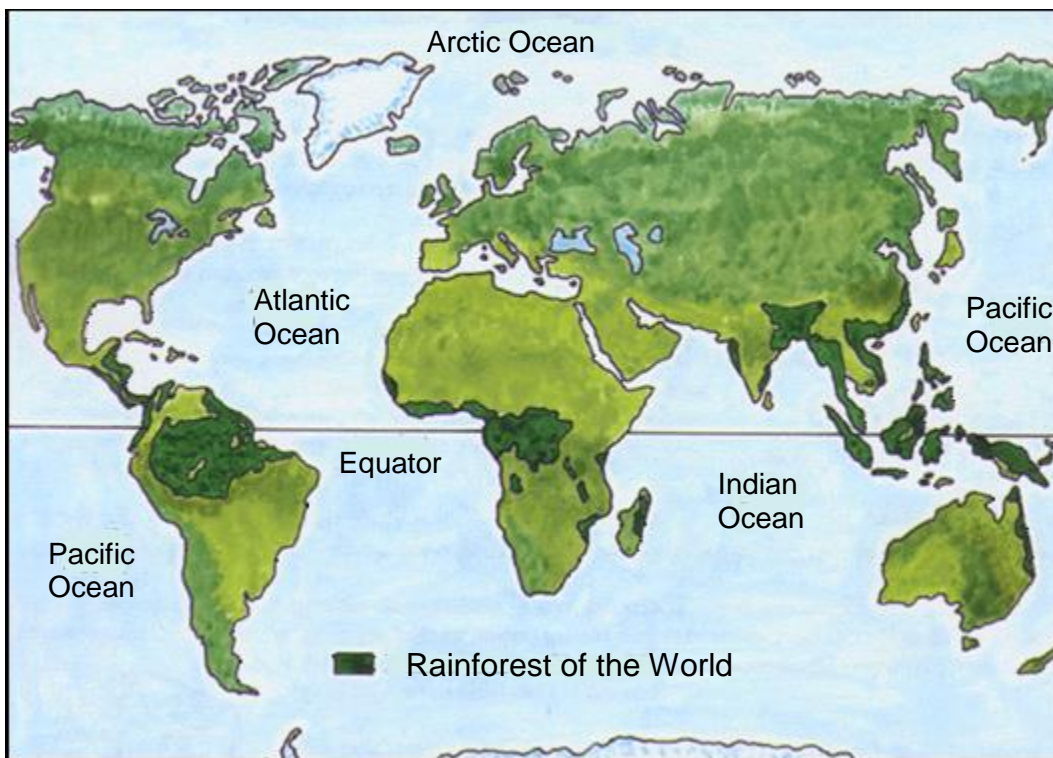 Arctic Ocean
Atlantic
Ocean
Pacific
Ocean
Equator
Indian
Ocean
Pacific
Ocean
Rainforest of the World